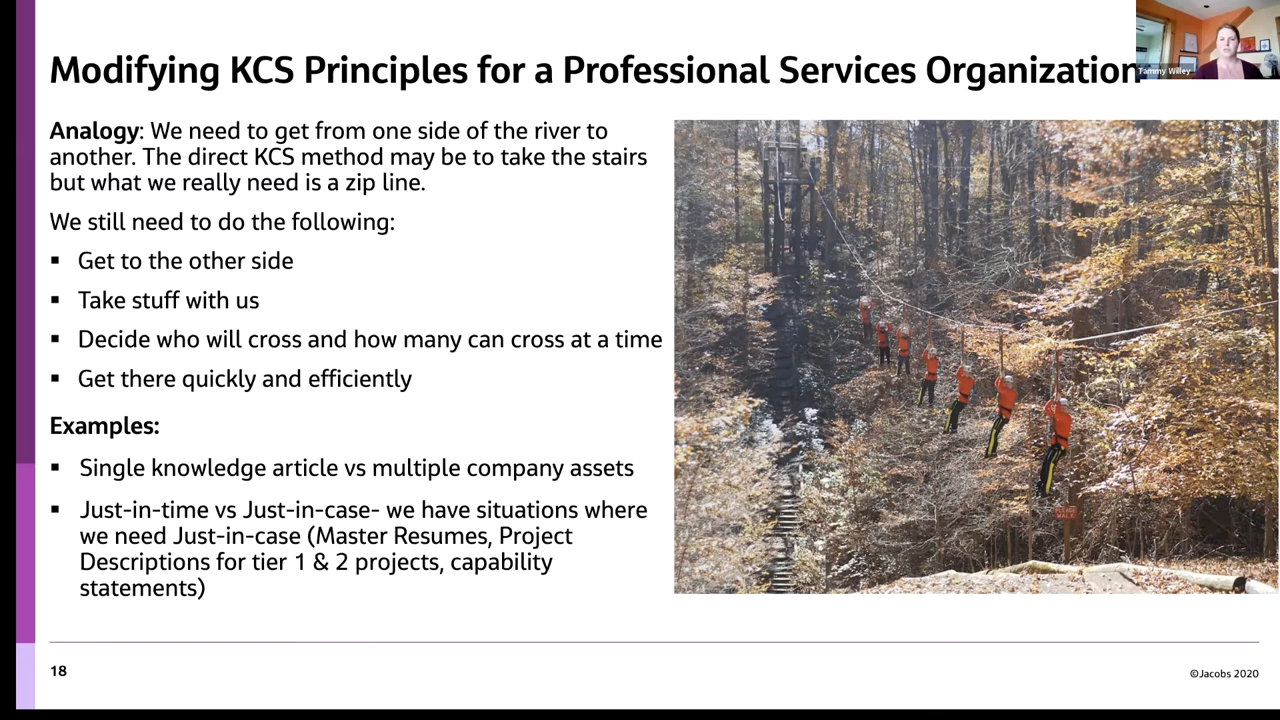 Modifying KCS Principles for a Professional Services Organization
Tammy Willey
Analogy: We need to get from one side of the river to
another. The direct KCS method may be to take the stairs
but what we really need is a zip line.
We still need to do the following:
▪ Get to the other side
▪ Take stuff with us
▪ Decide who will cross and how many can cross at a time
▪ Get there quickly and efficiently
Examples:
▪ Single knowledge article vs multiple company assets
▪ Just-in-time vs Just-in-case- we have situations where
we need Just-in-case (Master Resumes, Project
Descriptions for tier 1 & 2 projects, capability
statements)
PLEASE
WALK
18
©Jacobs 2020